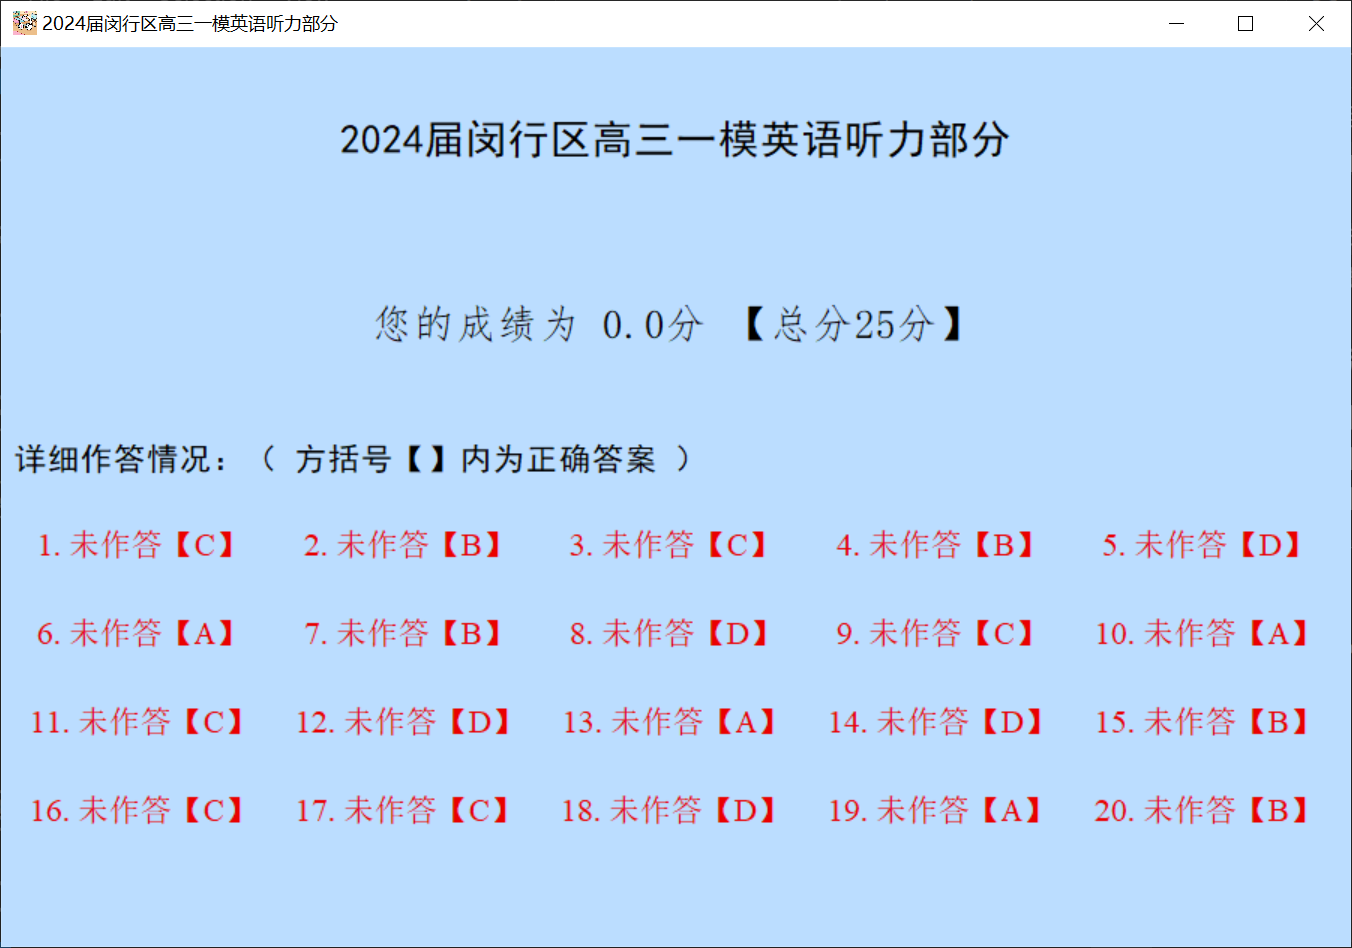 2024届闵行区高三一模英语听力部分
2024届闵行区高三一模英语听力部分
您的成绩为 0.0分 【总分25分】
详细作答情况：（ 方括号【】内为正确答案 ）
1. 未作答【C】 2. 未作答【B】 3. 未作答【C】 4. 未作答【B】 5. 未作答【D】
6. 未作答【A】 7. 未作答【B】 8. 未作答【D】 9. 未作答【C】 10. 未作答【A】
11. 未作答【C】 12. 未作答【D】 13. 未作答【A】 14. 未作答【D】 15. 未作答【B】
16. 未作答【C】 17. 未作答【C】 18. 未作答【D】 19. 未作答【A】 20. 未作答【B】